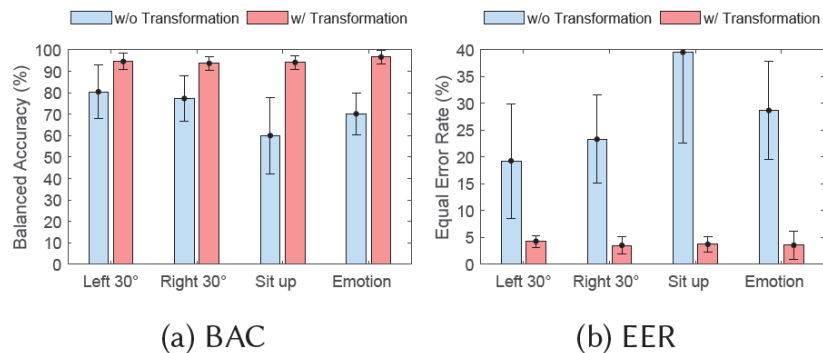 w/o Transformation w/ Transformation
Balanced Accuracy (%)
100
90
80
70
60
50
40
30
20
10
0
Left 30° Right 30° Sit up Emotion
(a) BAC
w/o Transformation w/ Transformation
Equal Error Rate (%)
40
35
30
25
20
15
10
5
0
Left 30° Right 30° Sit up Emotion
(b) EER